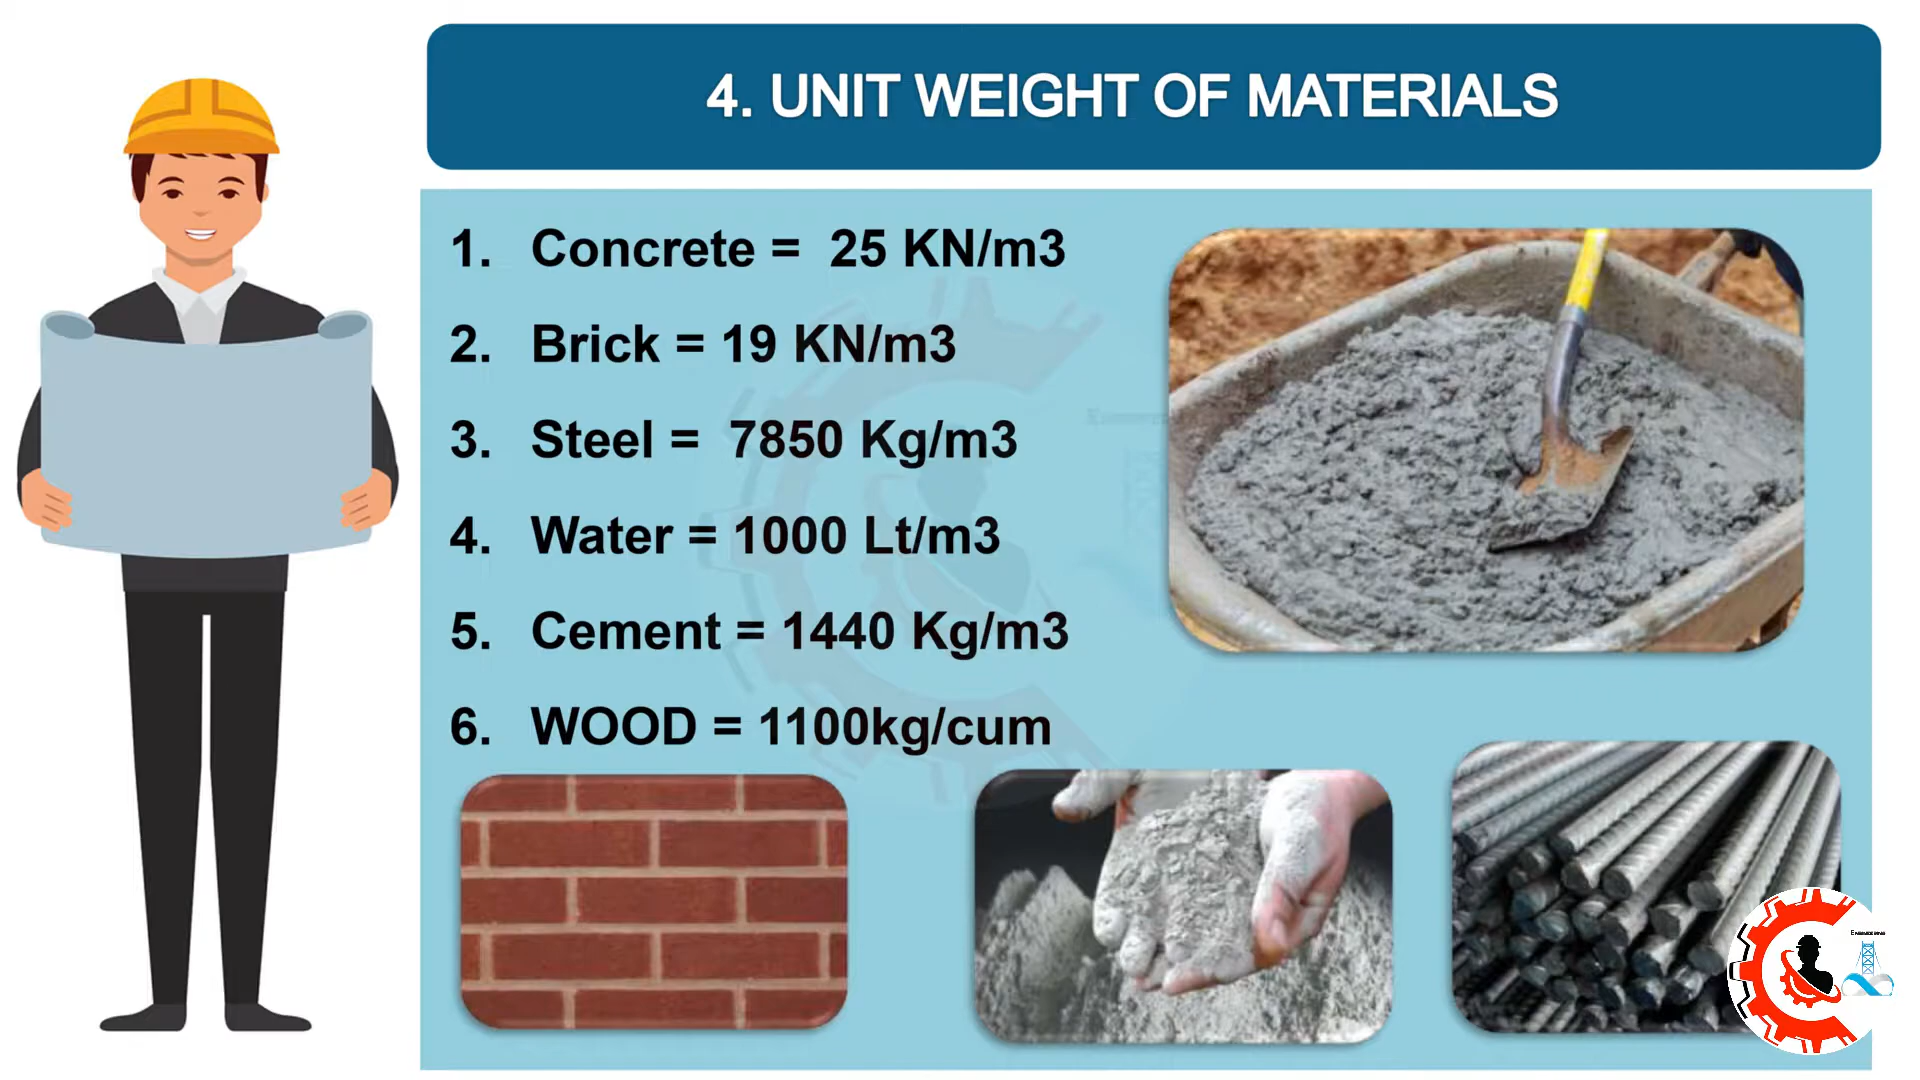 4. UNIT WEIGHT OF MATERIALS
1. Concrete = 25 KN/m3
2. Brick = 19 KN/m3
3. Steel = 7850 Kg/m3
4. Water = 1000 Lt/m3
5. Cement = 1440 Kg/m3
6. WOOD = 1100kg/cum
ENGINEERING